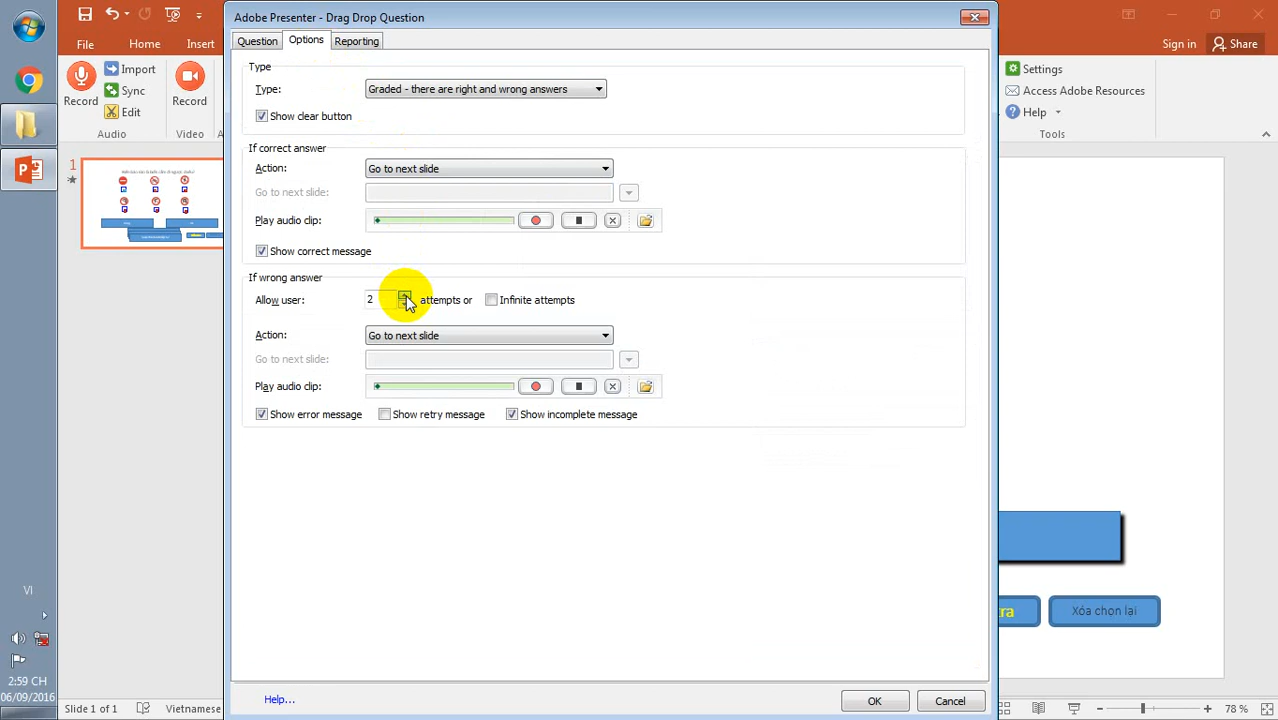 Adobe Presenter - Drag Drop Question
File
Home
Insert
Question
Options
Reporting
Sign in
Share
Record
Import
Sync
Edit
Record
Audio
Video
Settings
Access Adobe Resources
Help
Tools
Type
Type:
Graded - there are right and wrong answers
Show clear button
If correct answer
Action:
Go to next slide
Go to next slide:
Play audio clip:
Show correct message
If wrong answer
Allow user:
2
attempts or
Infinite attempts
Action:
Go to next slide
Go to next slide:
Play audio clip:
Show error message
Show retry message
Show incomplete message
1
tra
Xóa chọn lại
VI
2:59 CH
06/09/2016
Help...
OK
Cancel
Slide 1 of 1
Vietnamese
78 %